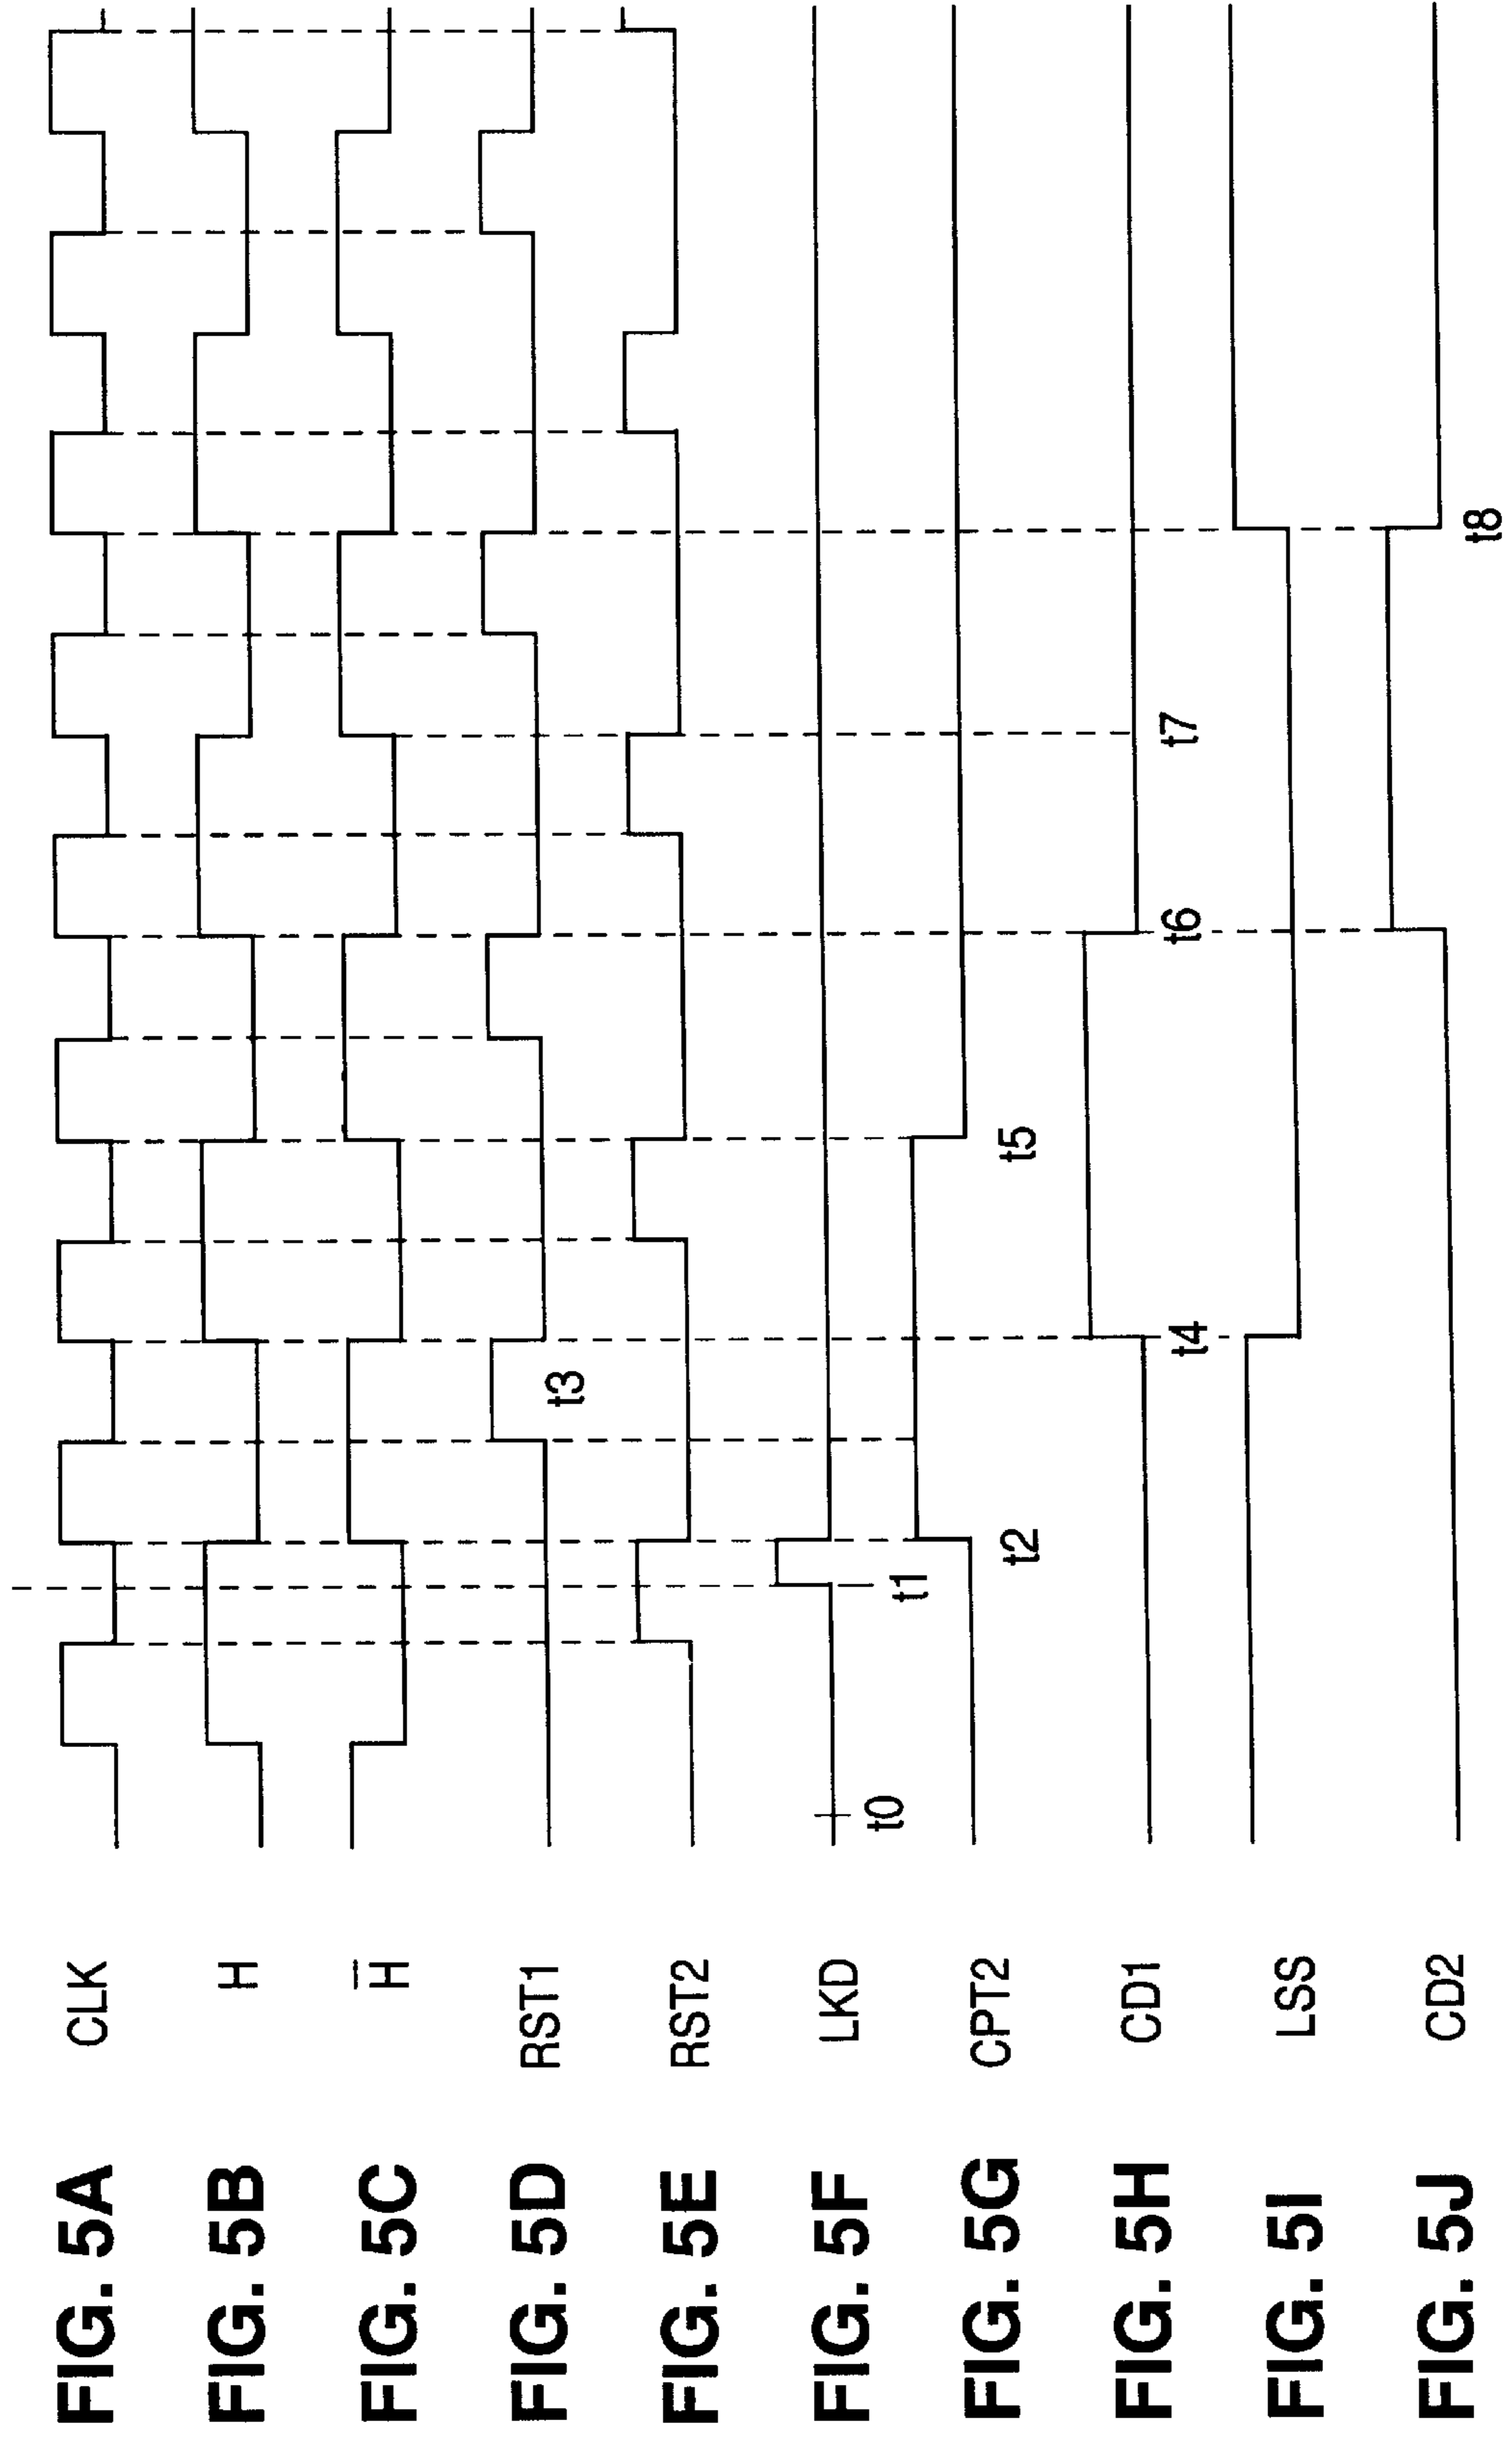 FIG. 5A CLK
FIG. 5B H
FIG. 5C H̅
FIG. 5D RST1
t3
FIG. 5E RST2
FIG. 5F LKD
t0
t1
FIG. 5G CPT2
t2
t5
FIG. 5H CD1
t4
t6
t7
FIG. 5I LSS
FIG. 5J CD2
t8